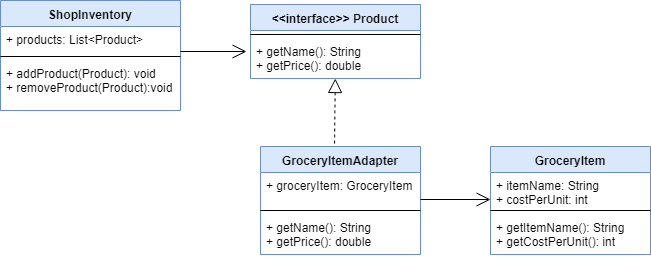 ShopInventory
+ products: List<Product>
+ addProduct(Product): void
+ removeProduct(Product):void
<<interface>> Product
+ getName(): String
+ getPrice(): double
GroceryItemAdapter
+ groceryItem: GroceryItem
+ getName(): String
+ getPrice(): double
GroceryItem
+ itemName: String
+ costPerUnit: int
+ getItemName(): String
+ getCostPerUnit(): int